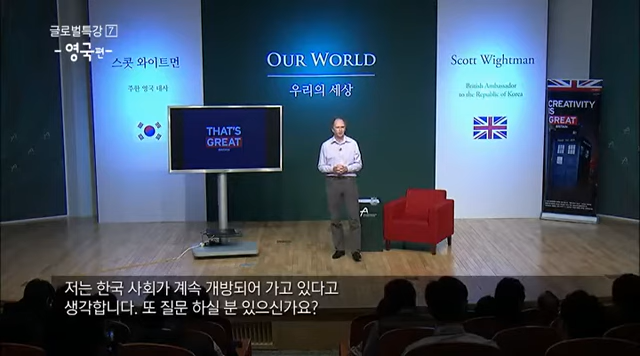 글로벌특강 7
- 영국편 -
스콧 와이트먼
주한 영국 대사
OUR WORLD
우리의 세상
Scott Wightman
British Ambassador
to the Republic of Korea
THAT'S
GREAT
BRITAIN
CREATIVITY
IS
GREAT
BRITAIN
저는 한국 사회가 계속 개방되어 가고 있다고
생각합니다. 또 질문 하실 분 있으신가요?